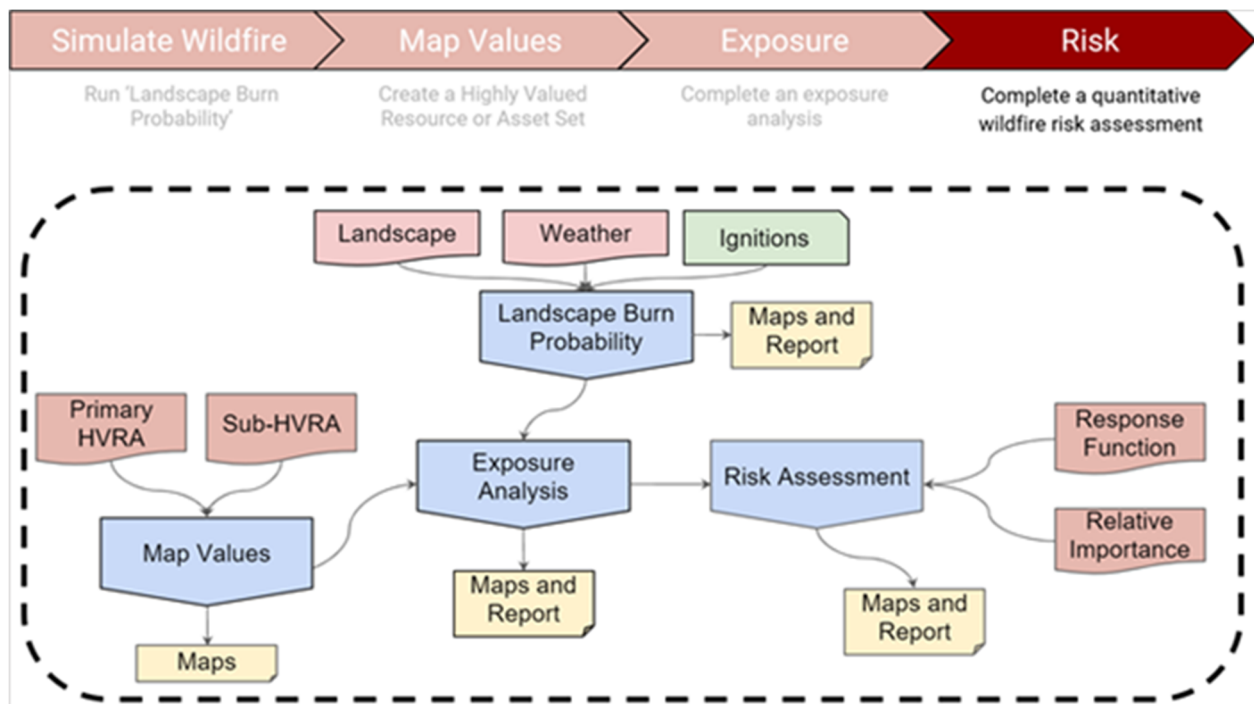 Simulate Wildfire
Map Values
Exposure
Risk
Run 'Landscape Burn
Probability'
Create a Highly Valued
Resource or Asset Set
Complete an exposure
analysis
Complete a quantitative
wildfire risk assessment
Landscape
Weather
Ignitions
Landscape Burn
Probability
Maps and
Report
Primary
HVRA
Sub-HVRA
Exposure
Analysis
Risk Assessment
Response
Function
Map Values
Relative
Importance
Maps and
Report
Maps and
Report
Maps